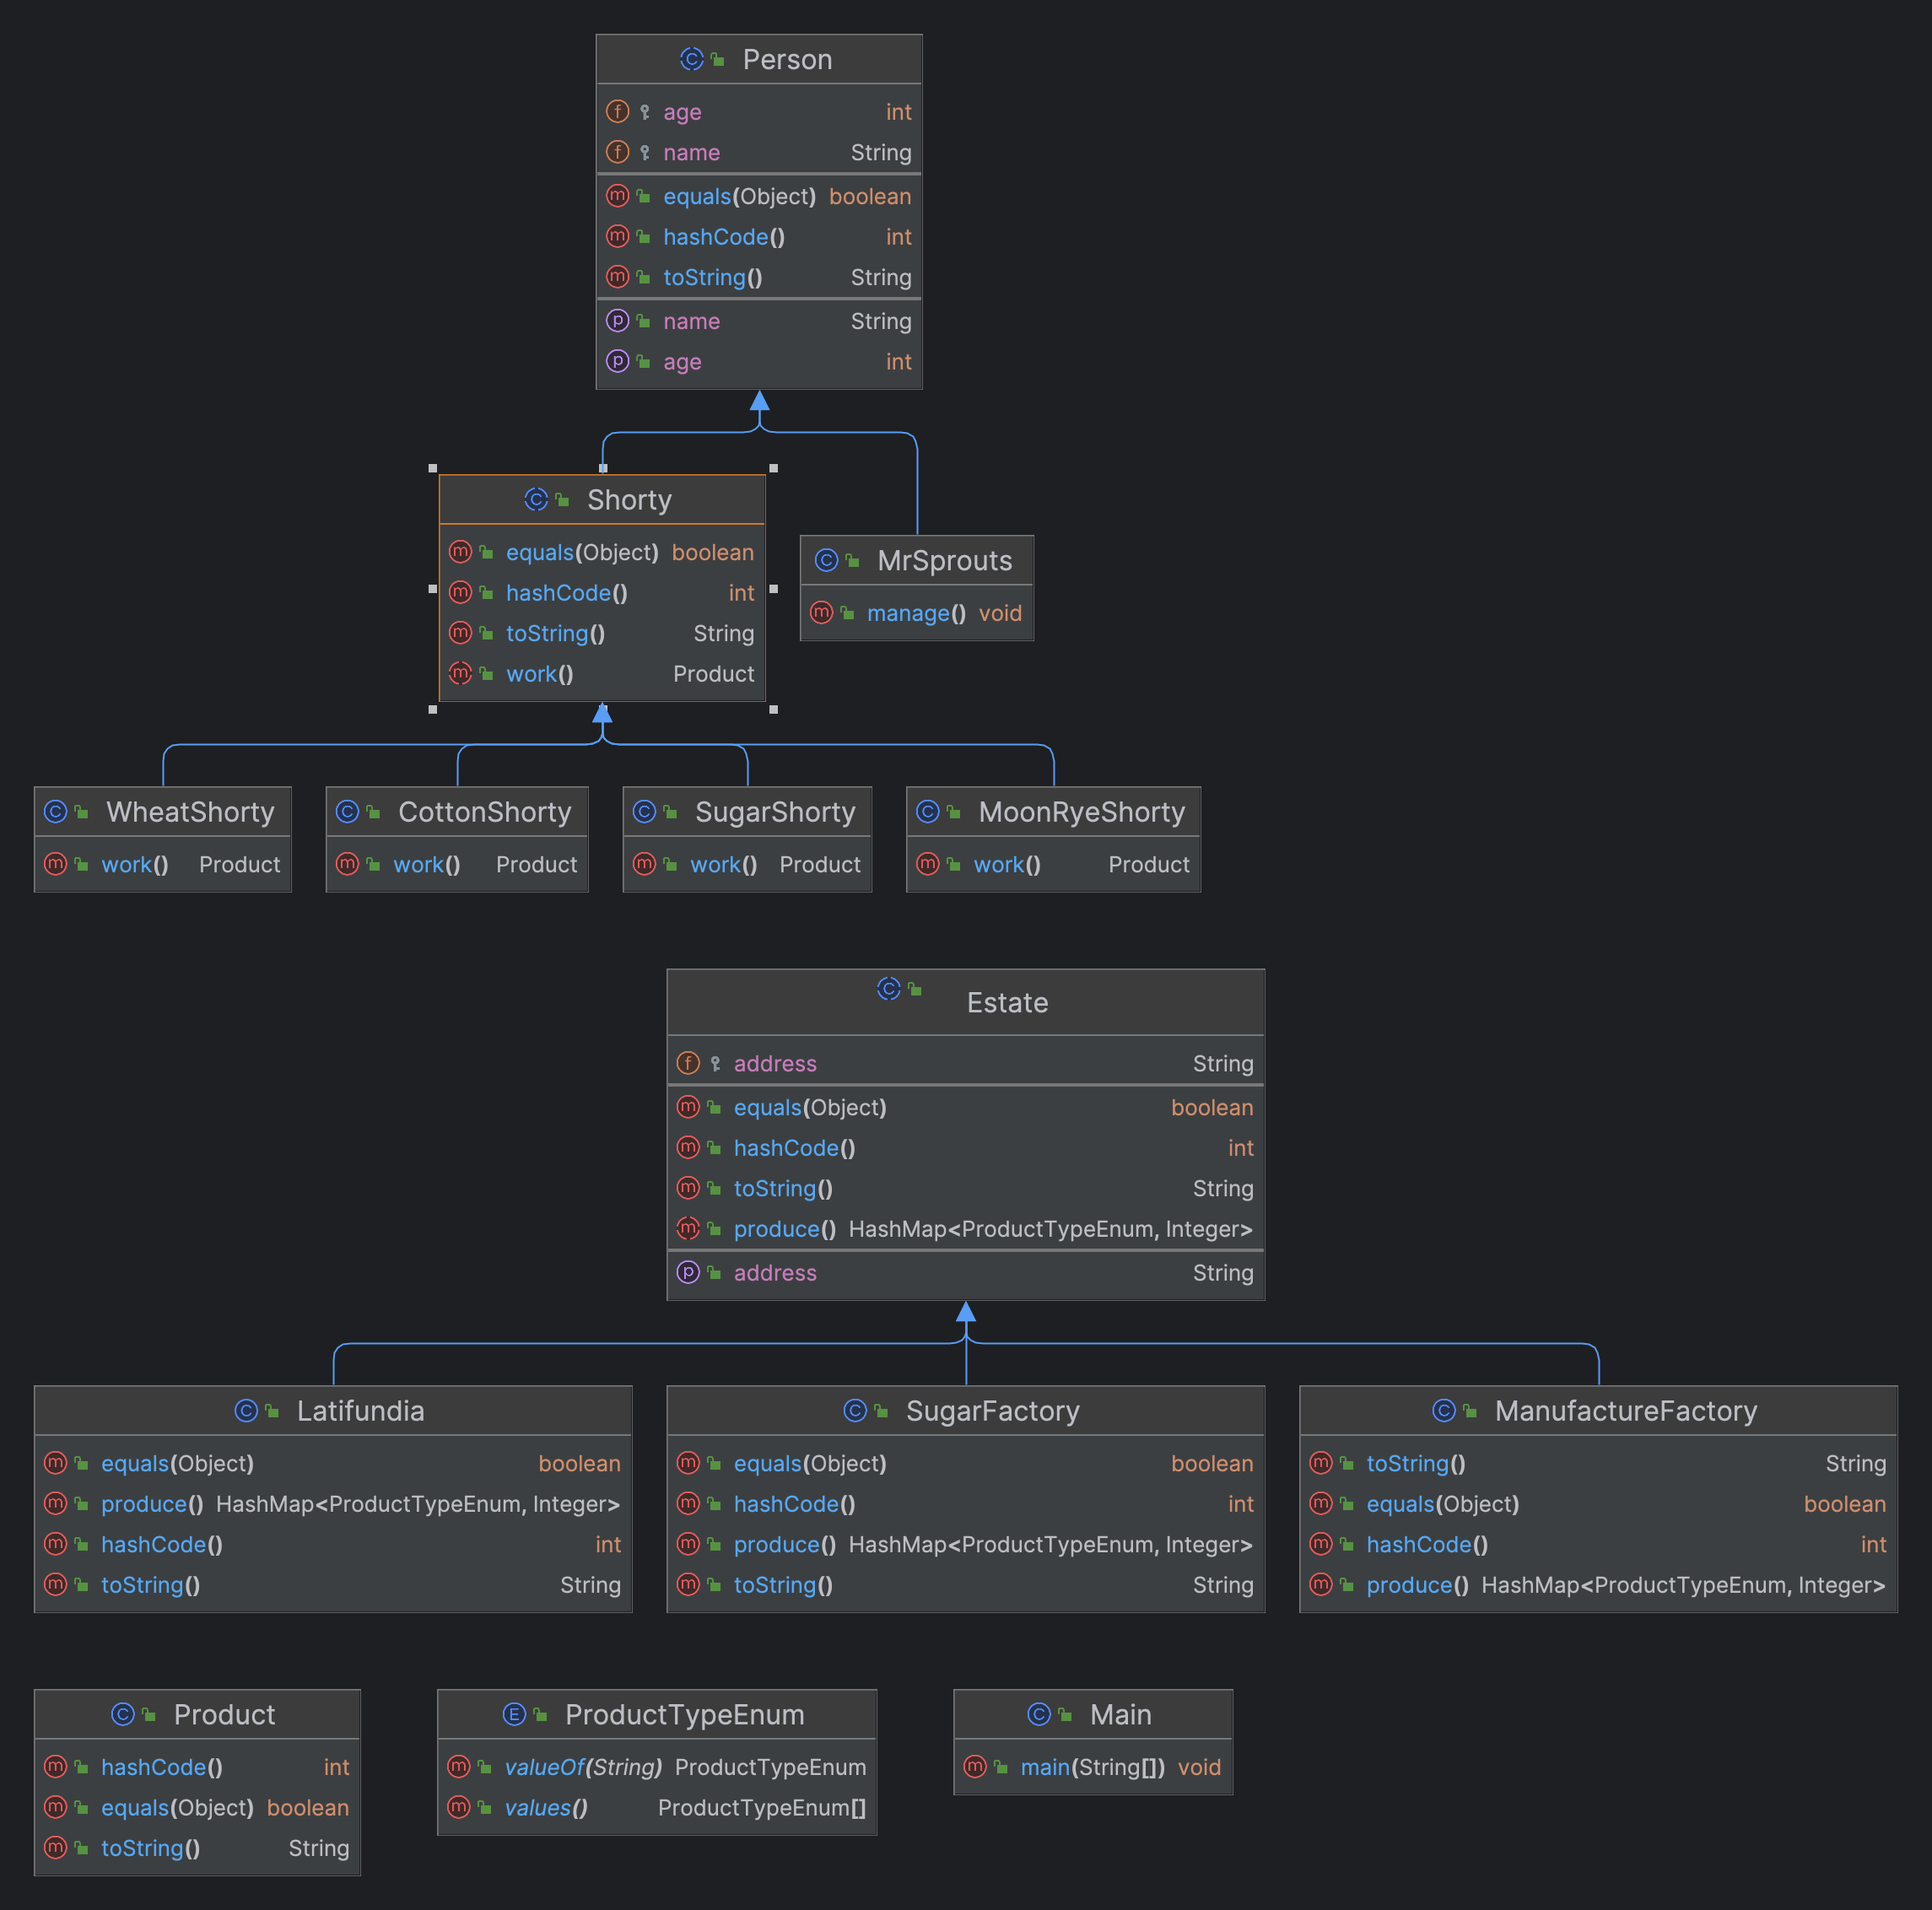 Person
age int
name String
equals(Object) boolean
hashCode() int
toString() String
name String
age int
Shorty
equals(Object) boolean
hashCode() int
toString() String
work() Product
MrSprouts
manage() void
WheatShorty
work() Product
CottonShorty
work() Product
SugarShorty
work() Product
MoonRyeShorty
work() Product
Estate
address String
equals(Object) boolean
hashCode() int
toString() String
produce() HashMap<ProductTypeEnum, Integer>
address String
Latifundia
equals(Object) boolean
produce() HashMap<ProductTypeEnum, Integer>
hashCode() int
toString() String
SugarFactory
equals(Object) boolean
hashCode() int
produce() HashMap<ProductTypeEnum, Integer>
toString() String
ManufactureFactory
toString() String
equals(Object) boolean
hashCode() int
produce() HashMap<ProductTypeEnum, Integer>
Product
hashCode() int
equals(Object) boolean
toString() String
ProductTypeEnum
valueOf(String) ProductTypeEnum
values() ProductTypeEnum[]
Main
main(String[]) void